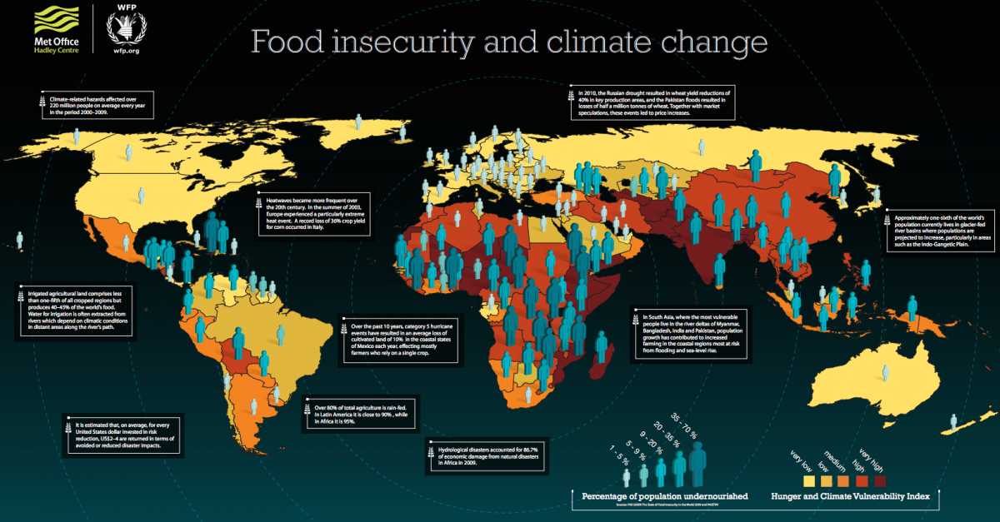 Met Office
Hadley Centre
WFP
wfp.org
Food insecurity and climate change
Climate-related hazards affected over
220 million people on average every year
in the period 2000–2009.
In 2010, the Russian drought resulted in wheat yield reductions of
40% in key production areas, and the Pakistan floods resulted in
losses of half a million tonnes of wheat. Together with market
speculations, these events led to price increases.
Heatwaves became more frequent over
the 20th century. In the summer of 2003,
Europe experienced a particularly extreme
heat event. A record loss of 36% crop yield
for corn occurred in Italy.
Approximately one-sixth of the world's
population currently lives in glacier-fed
river basins where populations are
projected to increase, particularly in areas
such as the Indo-Gangetic Plain.
Irrigated agricultural land comprises less
than one-fifth of all cropped regions but
produces 40–45% of the world's food.
Water for irrigation is often extracted from
rivers which depend on climatic conditions
in distant areas along the river's path.
Over the past 10 years, category 5 hurricane
events have resulted in an average loss of
cultivated land of 10% in the coastal states
of Mexico each year, effecting mostly
farmers who rely on a single crop.
In South Asia, where the most vulnerable
people live in the river deltas of Myanmar,
Bangladesh, India and Pakistan, population
growth has contributed to increased
farming in the coastal regions most at risk
from flooding and sea-level rise.
Over 80% of total agriculture is rain-fed.
In Latin America it is close to 90% , while
in Africa it is 95%.
It is estimated that, on average, for every
United States dollar invested in risk
reduction, US$2–4 are returned in terms of
avoided or reduced disaster impacts.
Hydrological disasters accounted for 86.7%
of economic damage from natural disasters
in Africa in 2009.
1 - 5 %
5 - 9 %
9 - 20 %
20 - 35 %
35 - 70 %
Percentage of population undernourished
very low
low
medium
high
very high
Hunger and Climate Vulnerability Index